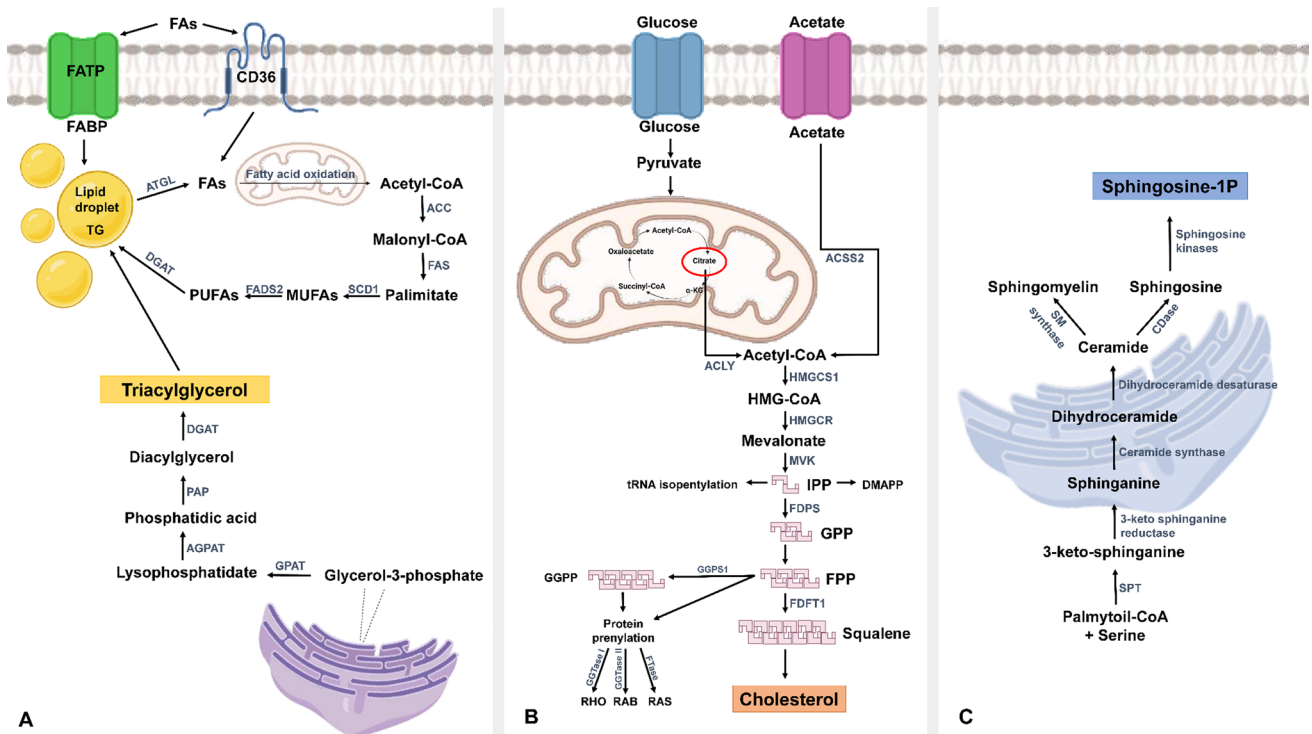 FAs
FATP
CD36
FABP
Lipid
droplet
TG
ATGL
FAs
Fatty acid oxidation
Acetyl-CoA
ACC
Malonyl-CoA
FAS
Palimitate
SCD1
MUFAs
FADS2
PUFAs
DGAT
Triacylglycerol
DGAT
Diacylglycerol
PAP
Phosphatidic acid
AGPAT
Lysophosphatidate
GPAT
Glycerol-3-phosphate
A
Glucose
Acetate
Glucose
Acetate
Pyruvate
Acetyl-CoA
Oxaloacetate
Citrate
Succinyl-CoA
α-KG
ACSS2
ACLY
Acetyl-CoA
HMGCS1
HMG-CoA
HMGCR
Mevalonate
MVK
tRNA isopentylation
IPP
DMAPP
FDPS
GPP
GGPP
GGPS1
FPP
FDFT1
Protein
prenylation
Squalene
GGTase I
GGTase II
FTase
RHO
RAB
RAS
Cholesterol
B
Sphingosine-1P
Sphingosine
kinases
Sphingomyelin
Sphingosine
SM
synthase
CDase
Ceramide
Dihydroceramide desaturase
Dihydroceramide
Ceramide synthase
Sphinganine
3-keto sphinganine
reductase
3-keto-sphinganine
SPT
Palmytoil-CoA
+ Serine
C